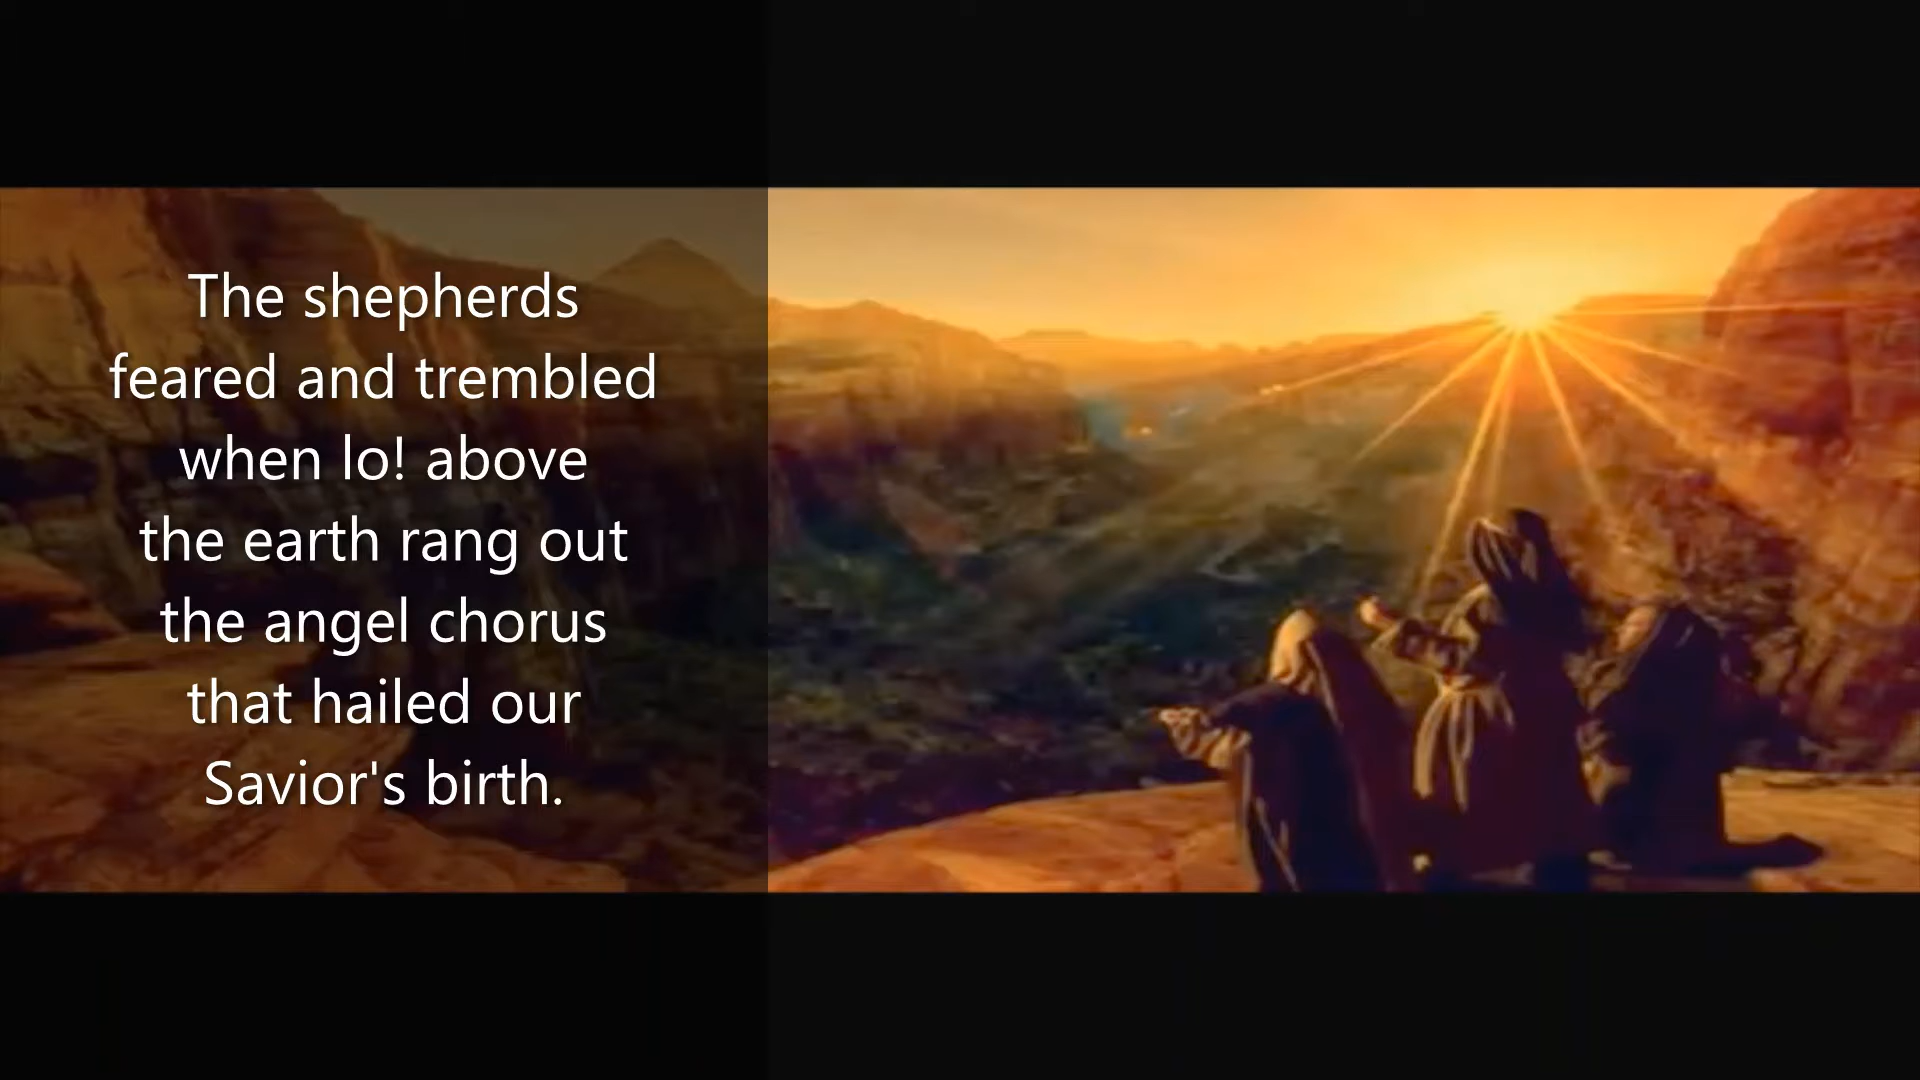 The shepherds
feared and trembled
when lo! above
the earth rang out
the angel chorus
that hailed our
Savior's birth.